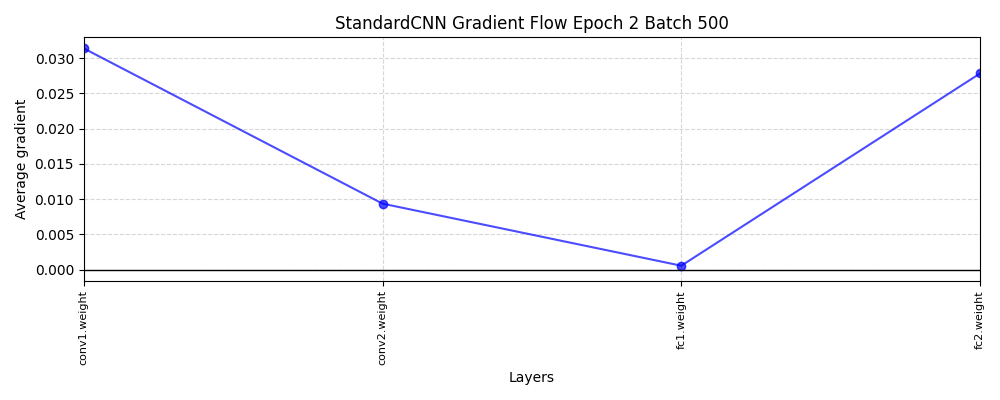 StandardCNN Gradient Flow Epoch 2 Batch 500
Average gradient
0.030
0.025
0.020
0.015
0.010
0.005
0.000
conv1.weight
conv2.weight
fc1.weight
fc2.weight
Layers